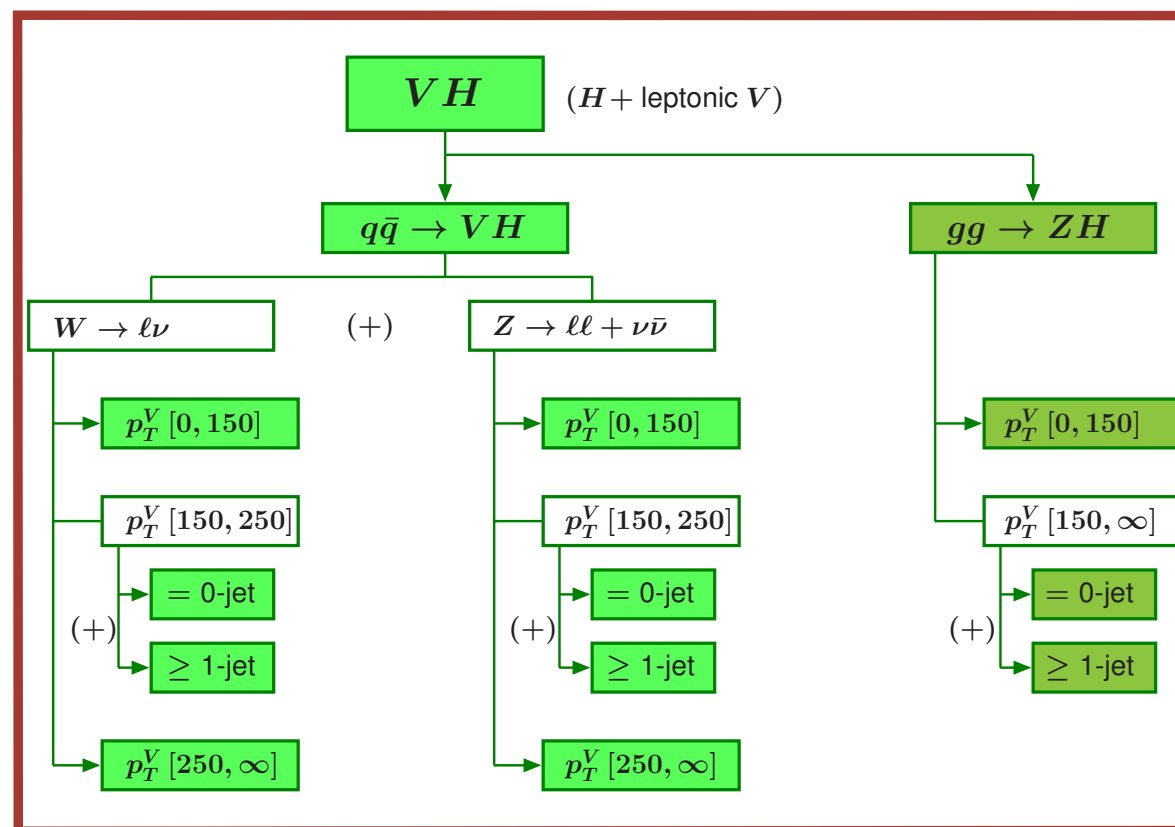 VH (H + leptonic V)
qq̄ → VH
gg → ZH
W → ℓν (+) Z → ℓℓ + νν̄
p_T^V [0, 150]
p_T^V [0, 150]
p_T^V [0, 150]
p_T^V [150, 250]
p_T^V [150, 250]
p_T^V [150, ∞]
= 0-jet
= 0-jet
= 0-jet
(+)
(+)
(+)
≥ 1-jet
≥ 1-jet
≥ 1-jet
p_T^V [250, ∞]
p_T^V [250, ∞]